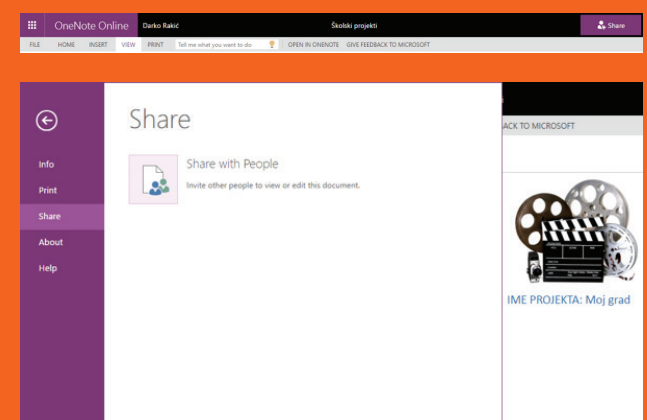 OneNote Online Darko Rakić Školski projekti Share
FILE HOME INSERT VIEW PRINT Tell me what you want to do OPEN IN ONENOTE GIVE FEEDBACK TO MICROSOFT
Share
ACK TO MICROSOFT
Info
Share with People
Print
Invite other people to view or edit this document.
Share
About
Help
IME PROJEKTA: Moj grad